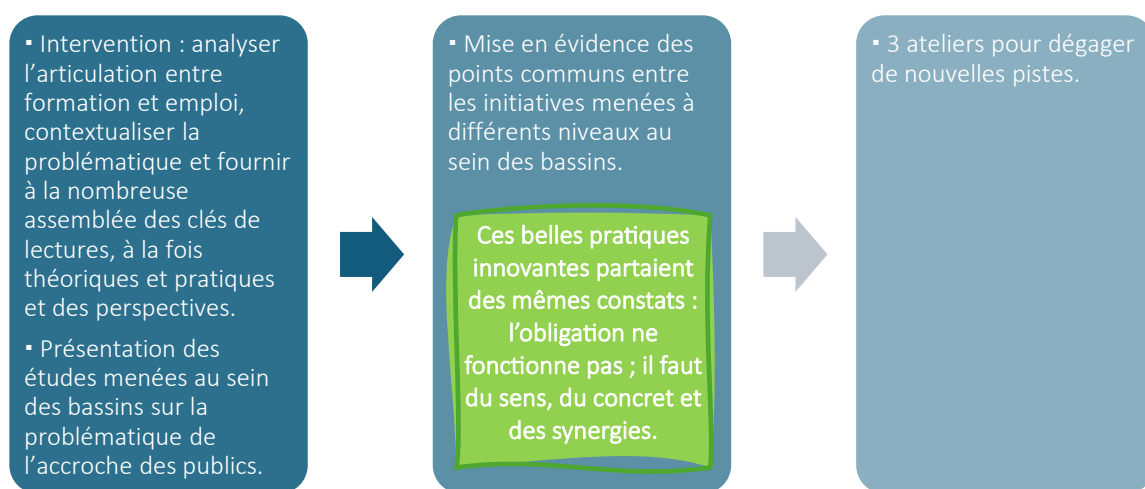 ▪ Intervention : analyser
l’articulation entre
formation et emploi,
contextualiser la
problématique et fournir
à la nombreuse
assemblée des clés de
lectures, à la fois
théoriques et pratiques
et des perspectives.
▪ Présentation des
études menées au sein
des bassins sur la
problématique de
l’accroche des publics.
▪ Mise en évidence des
points communs entre
les initiatives menées à
différents niveaux au
sein des bassins.
Ces belles pratiques
innovantes partaient
des mêmes constats :
l’obligation ne
fonctionne pas ; il faut
du sens, du concret et
des synergies.
▪ 3 ateliers pour dégager
de nouvelles pistes.